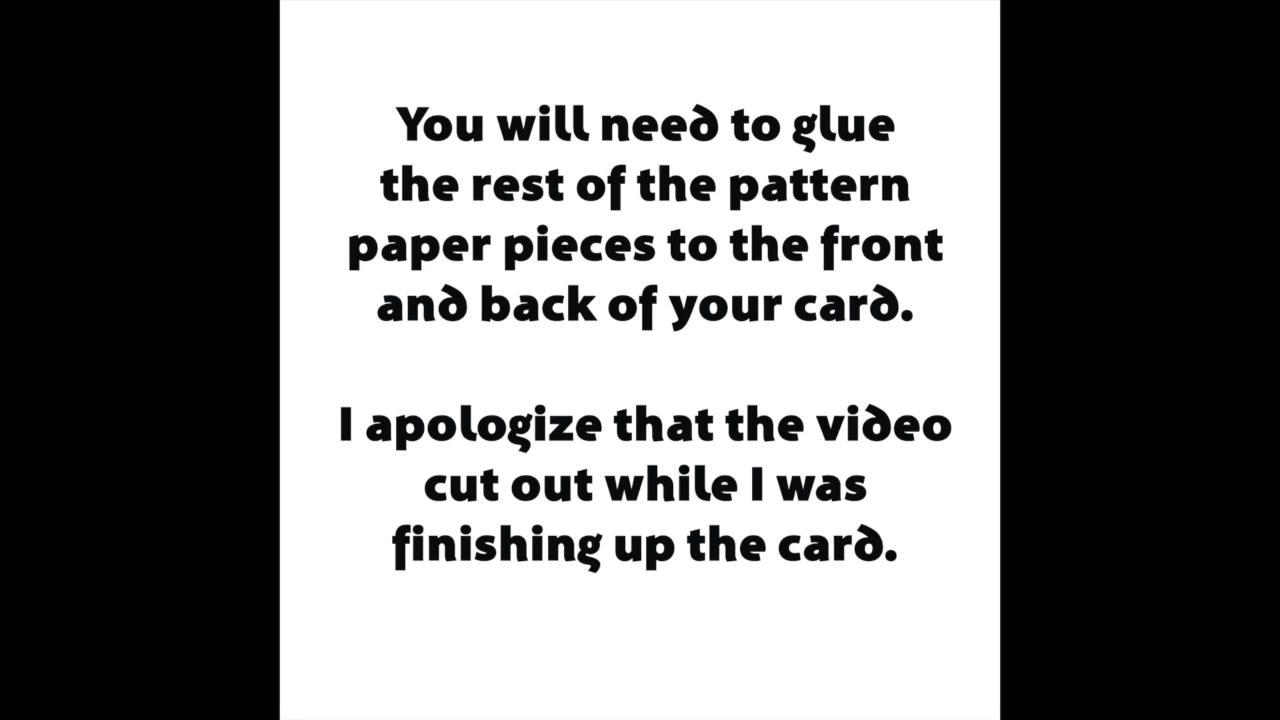 You will need to glue
the rest of the pattern
paper pieces to the front
and back of your card.
I apologize that the video
cut out while I was
finishing up the card.